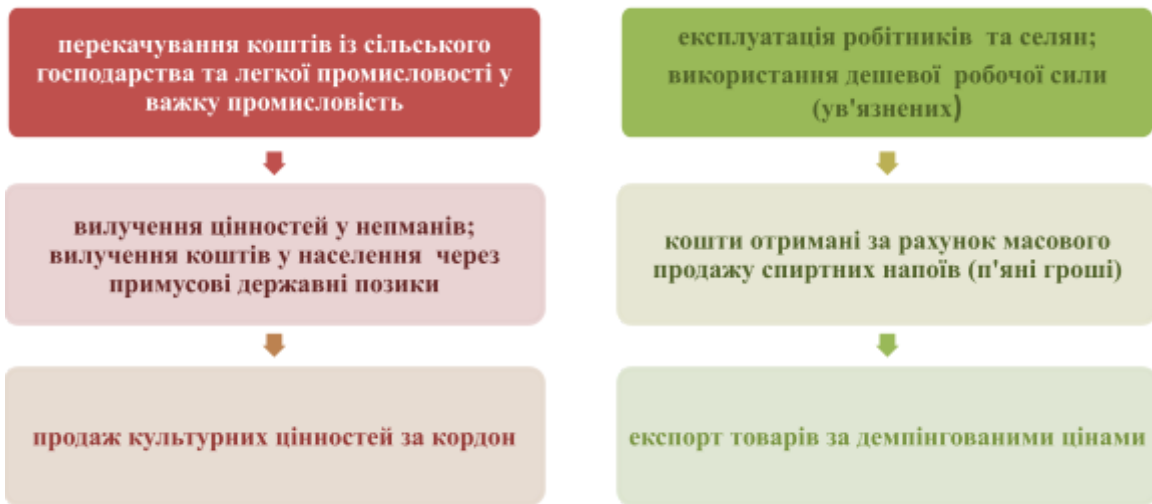 перекачування коштів із сільського
господарства та легкої промисловості у
важку промисловість
вилучення цінностей у непманів;
вилучення коштів у населення через
примусові державні позики
продаж культурних цінностей за кордон
експлуатація робітників та селян;
використання дешевої робочої сили
(ув'язнених)
кошти отримані за рахунок масового
продажу спиртних напоїв (п'яні гроші)
експорт товарів за демпінгованими цінами